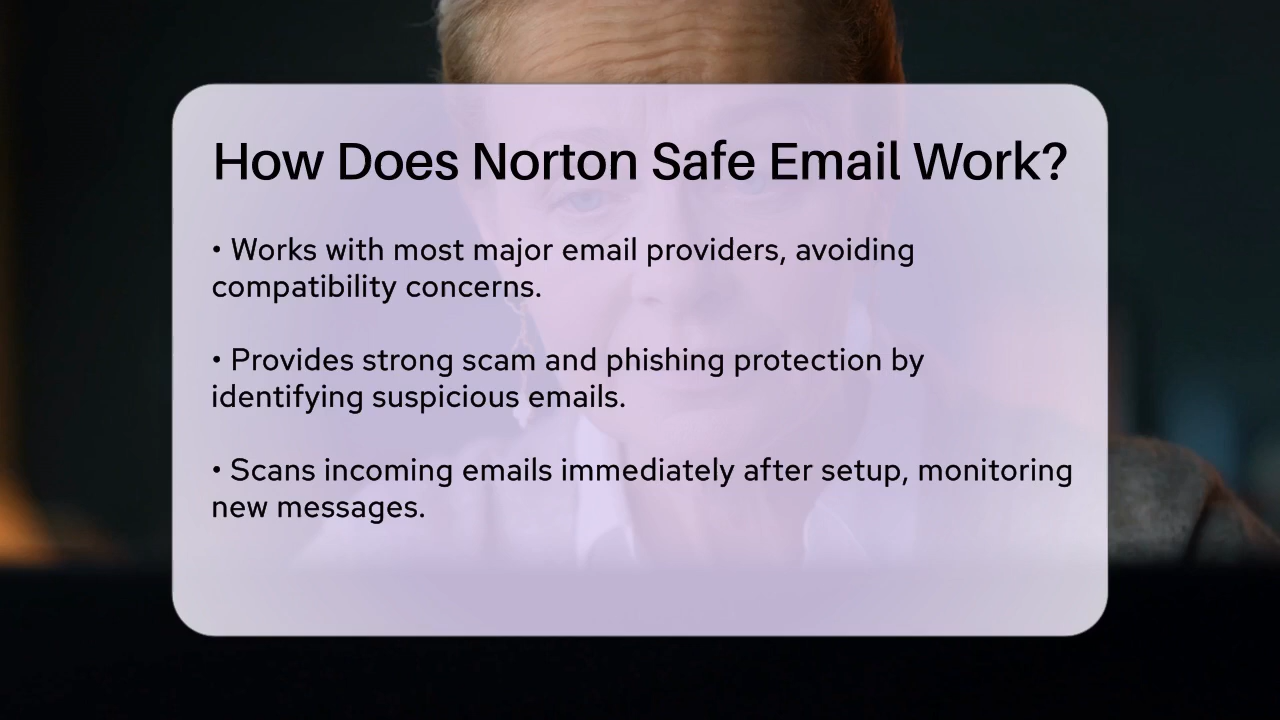 How Does Norton Safe Email Work?
• Works with most major email providers, avoiding
compatibility concerns.
• Provides strong scam and phishing protection by
identifying suspicious emails.
• Scans incoming emails immediately after setup, monitoring
new messages.